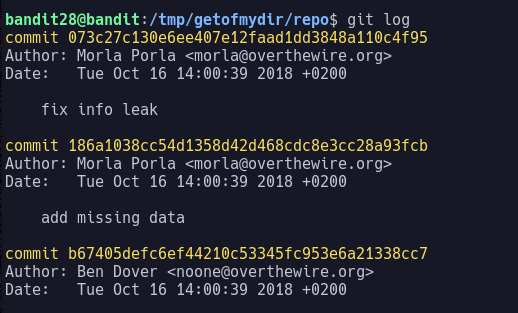 bandit28@bandit:/tmp/getofmydir/repo$ git log
commit 073c27c130e6ee407e12faad1dd3848a110c4f95
Author: Morla Porla <morla@overthewire.org>
Date:   Tue Oct 16 14:00:39 2018 +0200
    fix info leak
commit 186a1038cc54d1358d42d468cdc8e3cc28a93fcb
Author: Morla Porla <morla@overthewire.org>
Date:   Tue Oct 16 14:00:39 2018 +0200
    add missing data
commit b67405defc6ef44210c53345fc953e6a21338cc7
Author: Ben Dover <noone@overthewire.org>
Date:   Tue Oct 16 14:00:39 2018 +0200